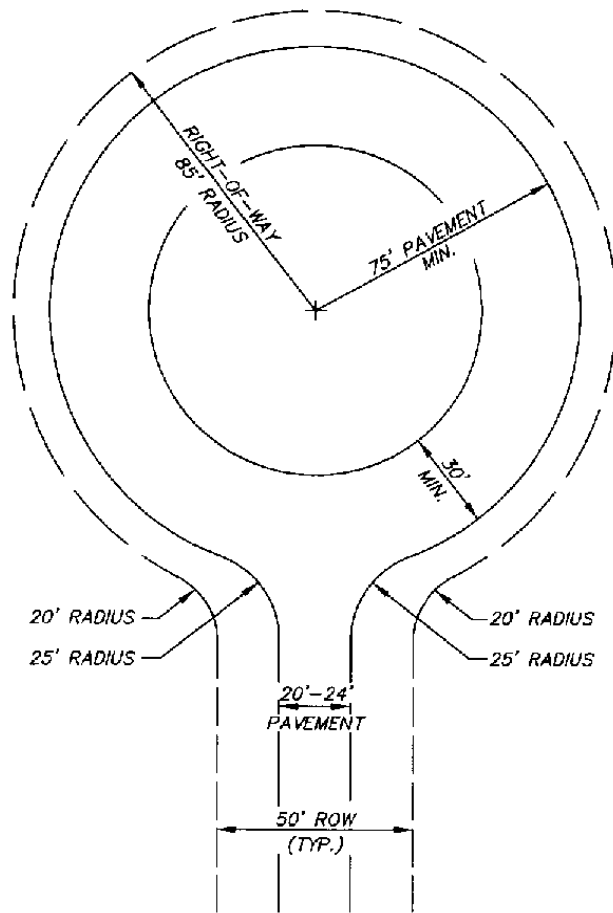 RIGHT-OF-WAY
85' RADIUS
75' PAVEMENT
MIN.
30'
MIN.
20' RADIUS
20' RADIUS
25' RADIUS
25' RADIUS
20'-24'
PAVEMENT
50' ROW
(TYP.)